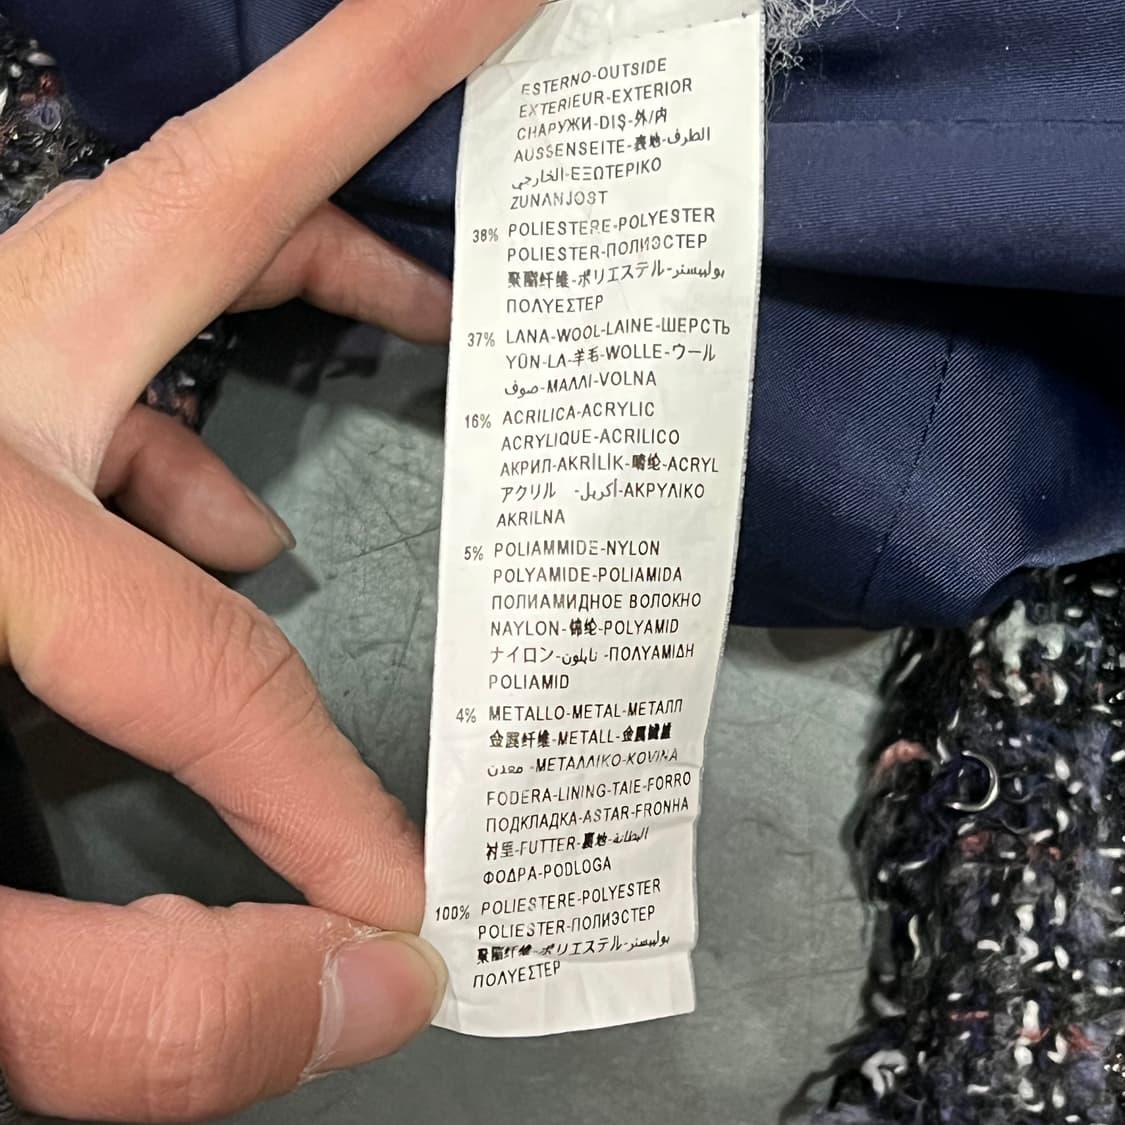 ESTERNO-OUTSIDE
EXTERIEUR-EXTERIOR
СНАРУЖИ-DIŞ-外/内
AUSSENSEITE-裏地-الطرف
الخارجي-ΕΞΩΤΕΡΙΚΟ
ZUNANJOST
38% POLIESTERE-POLYESTER
POLIESTER-ПОЛИЭСТЕР
聚酯纤维-ポリエステル-بوليستر
ΠΟΛΥΕΣΤΕΡ
37% LANA-WOOL-LAINE-ШЕРСТЬ
YÜN-LA-羊毛-WOLLE-ウール
صوف-ΜΑΛΛΙ-VOLNA
16% ACRILICA-ACRYLIC
ACRYLIQUE-ACRILICO
АКРИЛ-AKRİLİK-腈纶-ACRYL
アクリル -أكريل-ΑΚΡΥΛΙΚΟ
AKRILNA
5% POLIAMMIDE-NYLON
POLYAMIDE-POLIAMIDA
ПОЛИАМИДНОЕ ВОЛОКНО
NAYLON-锦纶-POLYAMID
ナイロン-نايلون-ΠΟΛΥΑΜΙΔΗ
POLIAMID
4% METALLO-METAL-МЕТАЛЛ
金属纤维-METALL-金属繊維
معدن-ΜΕΤΑΛΛΙΚΟ-KOVINA
FODERA-LINING-TAIE-FORRO
ПОДКЛАДКА-ASTAR-FRONHA
衬里-FUTTER-裏地-البطانة
ΦΟΔΡΑ-PODLOGA
100% POLIESTERE-POLYESTER
POLIESTER-ПОЛИЭСТЕР
聚酯纤维-ポリエステル-بوليستر
ΠΟΛΥΕΣΤΕΡ